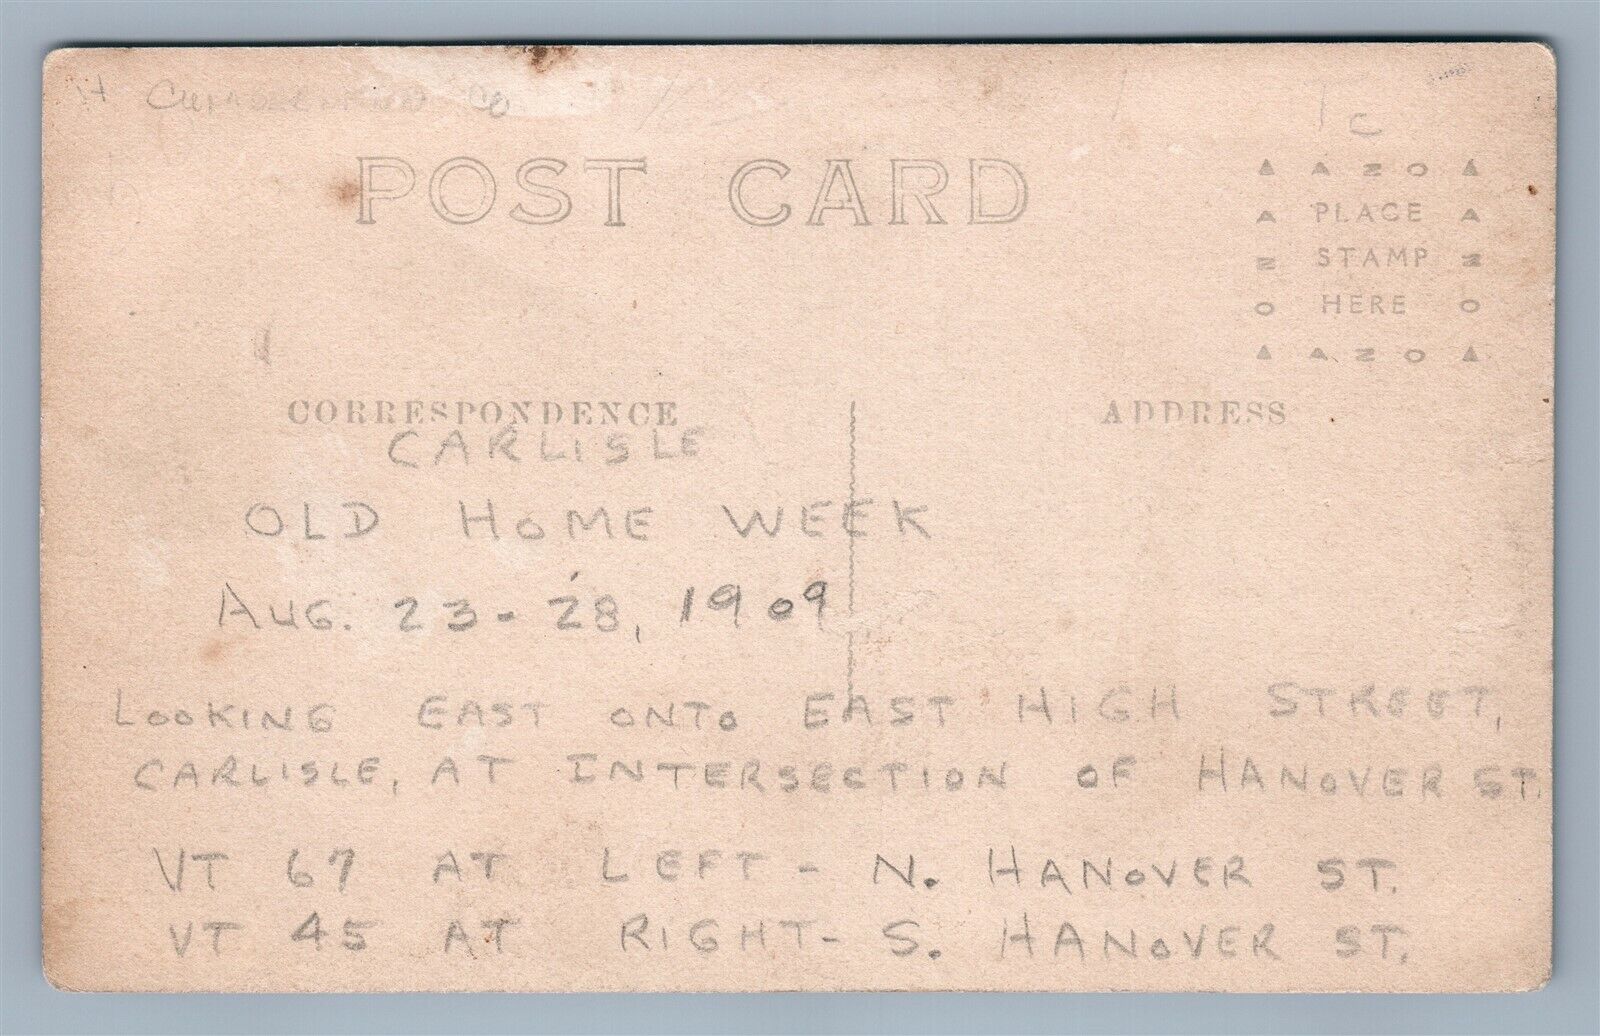 CUMBERLAND CO
T C
POST CARD
AZO
PLACE
STAMP
HERE
AZO
CORRESPONDENCE
ADDRESS
CARLISLE
OLD HOME WEEK
AUG. 23 - 28, 1909
LOOKING EAST ONTO EAST HIGH STREET,
CARLISLE, AT INTERSECTION OF HANOVER ST.
VT 67 AT LEFT - N. HANOVER ST.
VT 45 AT RIGHT - S. HANOVER ST.